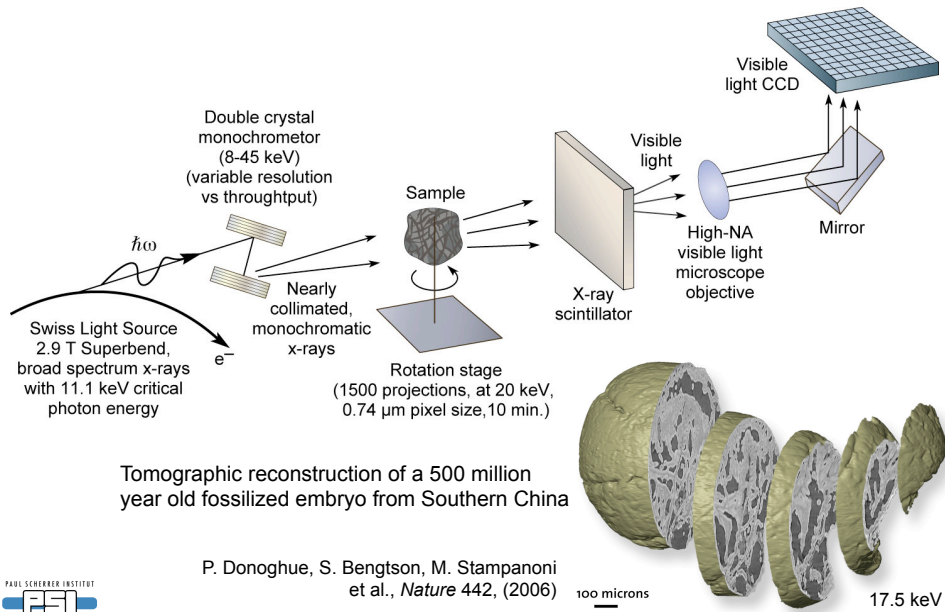 Visible
light CCD
Double crystal
monochrometor
(8-45 keV)
(variable resolution
vs throughtput)
Visible
light
Sample
ħω
Mirror
High-NA
visible light
microscope
objective
X-ray
scintillator
Nearly
collimated,
monochromatic
x-rays
Swiss Light Source
2.9 T Superbend,
broad spectrum x-rays
with 11.1 keV critical
photon energy
e–
Rotation stage
(1500 projections, at 20 keV,
0.74 µm pixel size,10 min.)
Tomographic reconstruction of a 500 million
year old fossilized embryo from Southern China
P. Donoghue, S. Bengtson, M. Stampanoni
et al., Nature 442, (2006)
100 microns
17.5 keV
PAUL SCHERRER INSTITUT
PSI